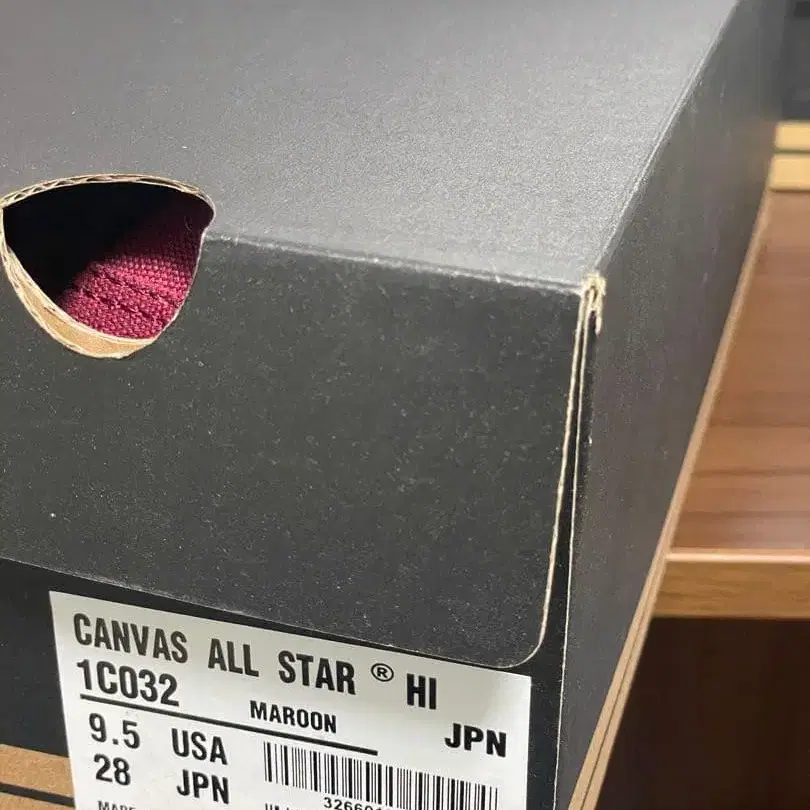 CANVAS ALL STAR ® HI
1C032
MAROON
JPN
9.5 USA
28 JPN